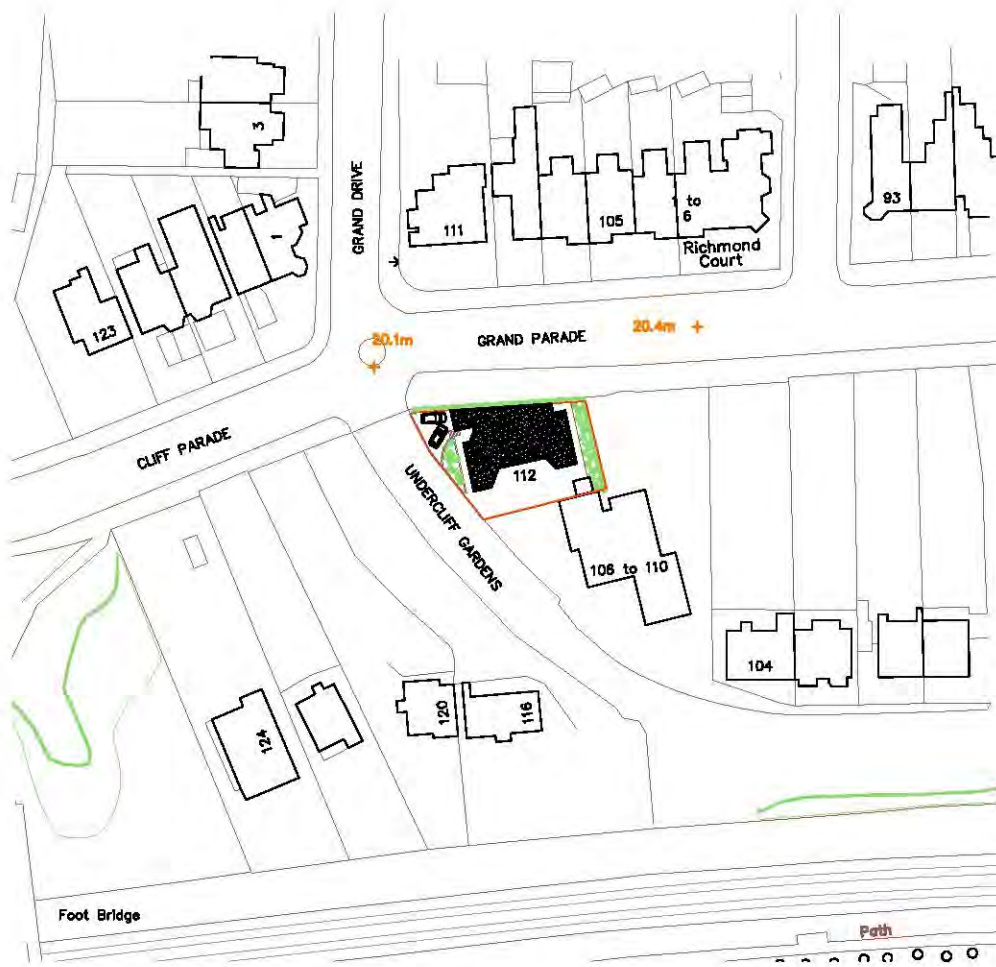 3
GRAND DRIVE
1
123
111
105
1 to
6
Richmond
Court
93
20.1m
GRAND PARADE
20.4m
CLIFF PARADE
112
UNDERCLIFF GARDENS
106 to 110
104
124
120
116
Foot Bridge
Path